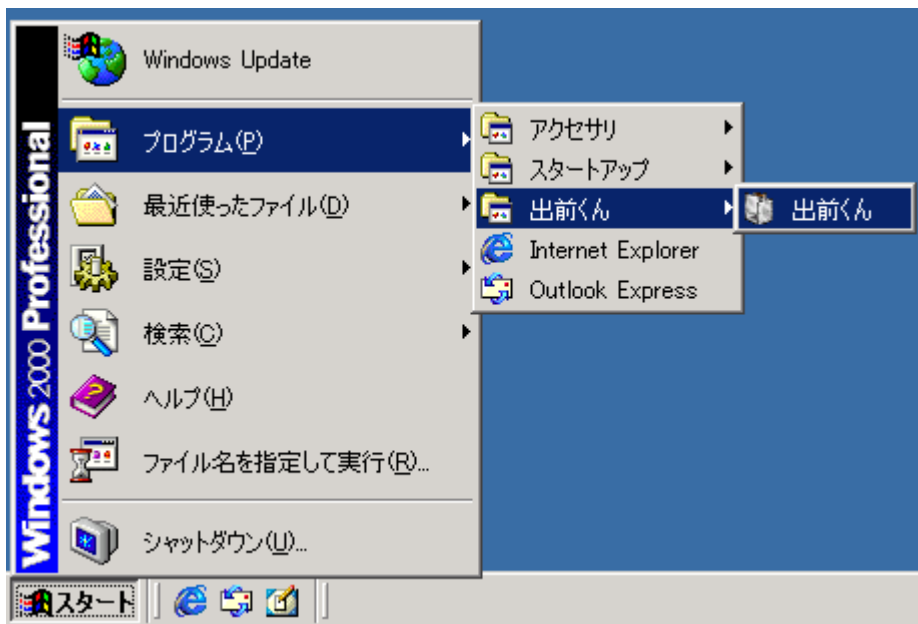 Windows 2000 Professional
Windows Update
プログラム(P)
最近使ったファイル(D)
設定(S)
検索(C)
ヘルプ(H)
ファイル名を指定して実行(R)...
シャットダウン(U)...
アクセサリ
スタートアップ
出前くん
Internet Explorer
Outlook Express
出前くん
スタート